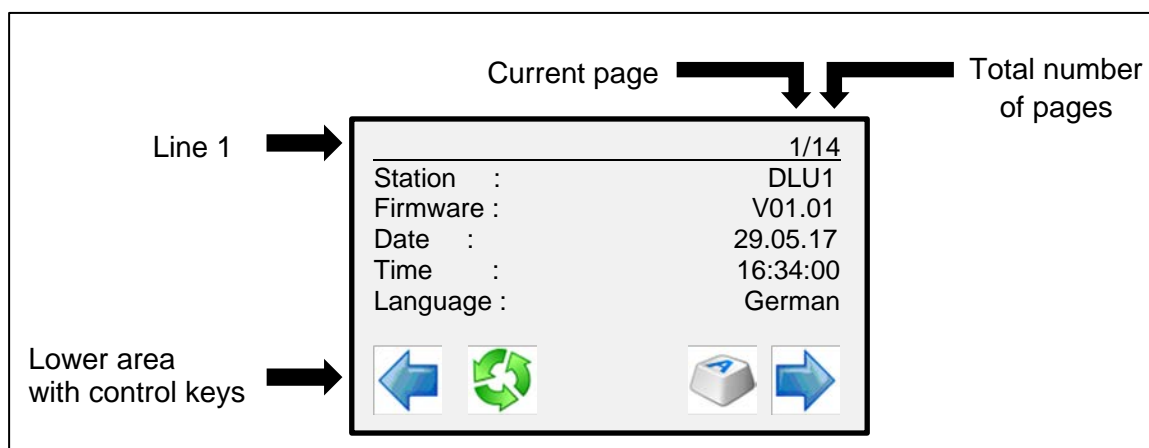 Current page
Total number
of pages
Line 1
1/14
Station : DLU1
Firmware : V01.01
Date : 29.05.17
Time : 16:34:00
Language : German
Lower area
with control keys
A